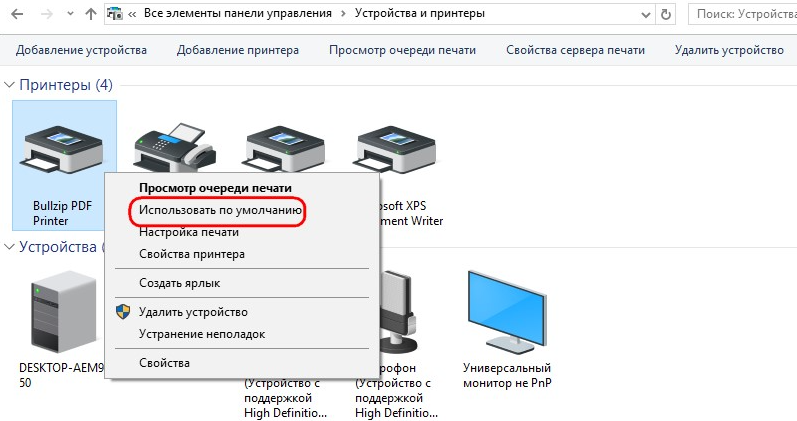 Все элементы панели управления > Устройства и принтеры
Поиск: Устройства
Добавление устройства Добавление принтера Просмотр очереди печати Свойства сервера печати Удалить устройство
Принтеры (4)
Bullzip PDF
Printer
soft XPS
ment Writer
Просмотр очереди печати
Использовать по умолчанию
Настройка печати
Свойства принтера
Создать ярлык
Удалить устройство
Устранение неполадок
Свойства
Устройства (
DESKTOP-AEM9
50
(Устройство с
поддержкой
High Definitio...
рофон
(Устройство с
поддержкой
High Definitio...
Универсальный
монитор не PnP